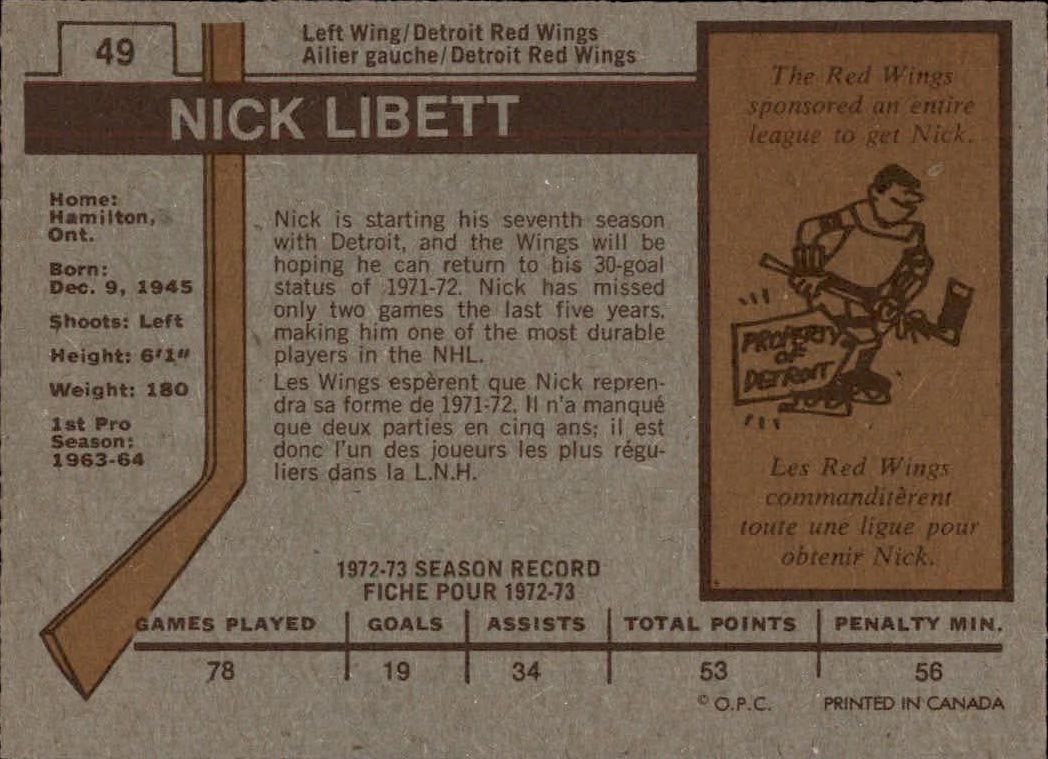 49
Left Wing/Detroit Red Wings
Ailier gauche/Detroit Red Wings
NICK LIBETT
Home:
Hamilton,
Ont.
Born:
Dec. 9, 1945
Shoots: Left
Height: 6'1"
Weight: 180
1st Pro
Season:
1963-64
Nick is starting his seventh season
with Detroit, and the Wings will be
hoping he can return to his 30-goal
status of 1971-72. Nick has missed
only two games the last five years,
making him one of the most durable
players in the NHL.
Les Wings espèrent que Nick repren-
dra sa forme de 1971-72. Il n'a manqué
que deux parties en cinq ans; il est
donc l'un des joueurs les plus régu-
liers dans la L.N.H.
The Red Wings
sponsored an entire
league to get Nick.
PROPERTY
OF
DETROIT
Les Red Wings
commanditèrent
toute une ligue pour
obtenir Nick.
1972-73 SEASON RECORD
FICHE POUR 1972-73
GAMES PLAYED GOALS ASSISTS TOTAL POINTS PENALTY MIN.
78 19 34 53 56
© O.P.C. PRINTED IN CANADA